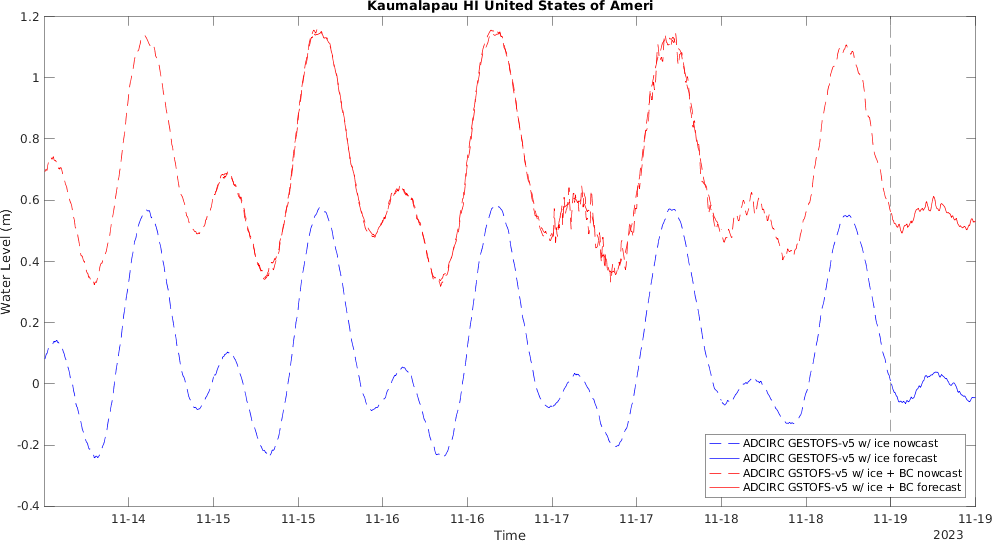 Kaumalapau HI United States of Ameri
1.2
1
0.8
0.6
0.4
0.2
0
-0.2
-0.4
Water Level (m)
ADCIRC GESTOFS-v5 w/ ice nowcast
ADCIRC GESTOFS-v5 w/ ice forecast
ADCIRC GSTOFS-v5 w/ ice + BC nowcast
ADCIRC GSTOFS-v5 w/ ice + BC forecast
11-14 11-15 11-15 11-16 11-16 11-17 11-17 11-18 11-18 11-19 11-19
Time
2023